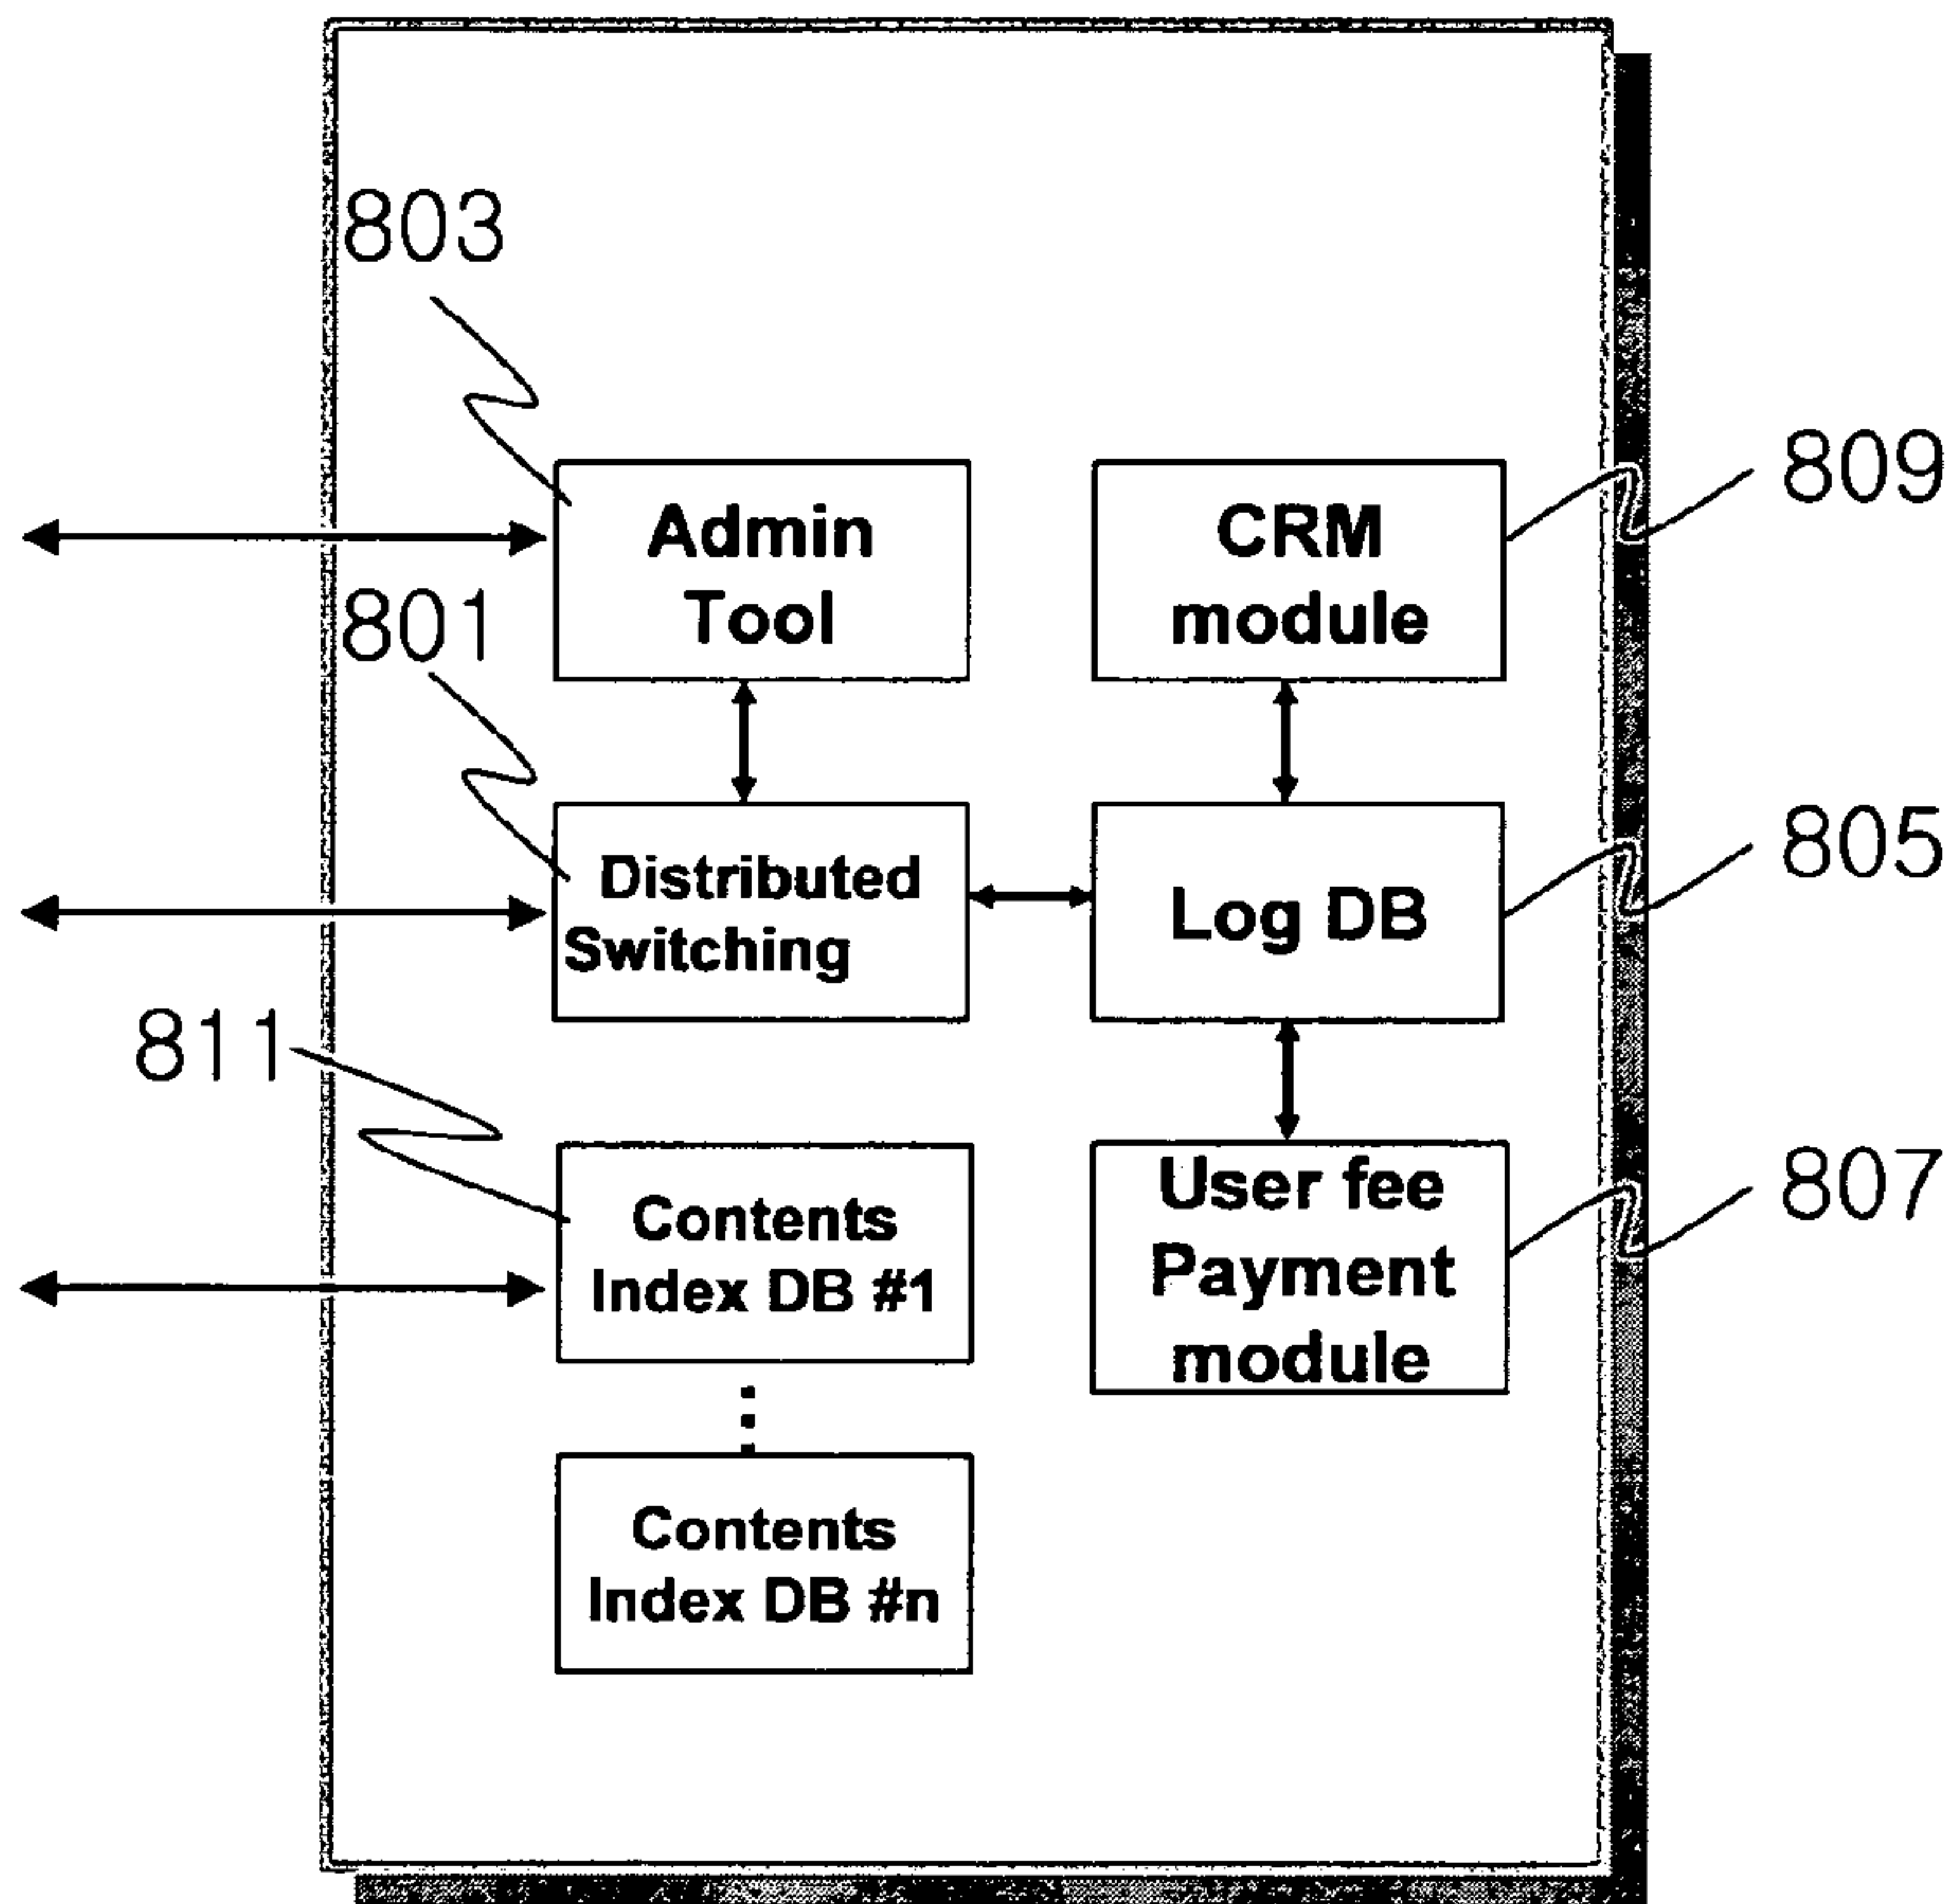 803
Admin
Tool
CRM
module
809
801
Distributed
Switching
Log DB
805
811
Contents
Index DB #1
User fee
Payment
module
807
Contents
Index DB #n